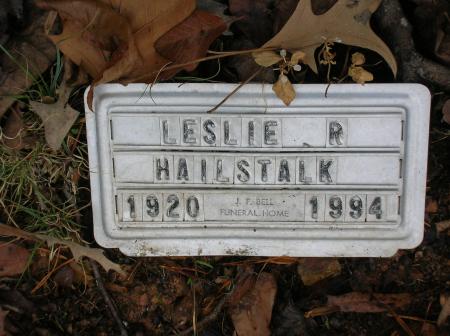 LESLIE R
HAILSTALK
1920 J. F. BELL FUNERAL HOME 1994